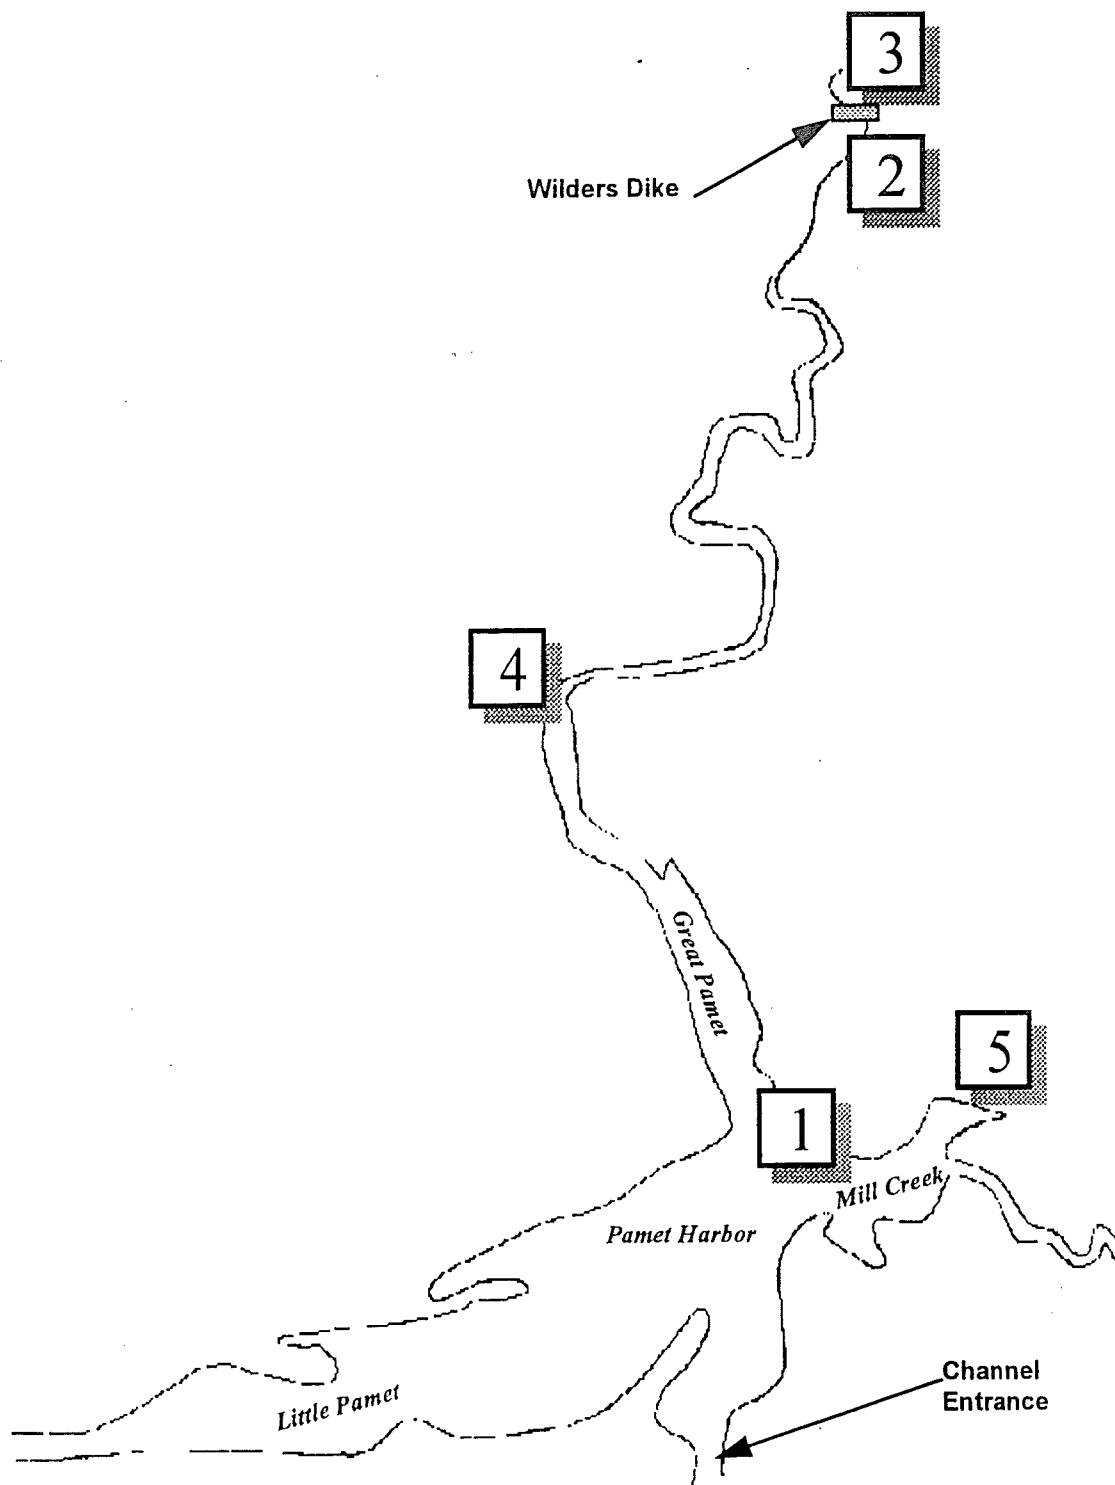 3
Wilders Dike
2
4
Great Pamet
5
1
Mill Creek
Pamet Harbor
Little Pamet
Channel
Entrance